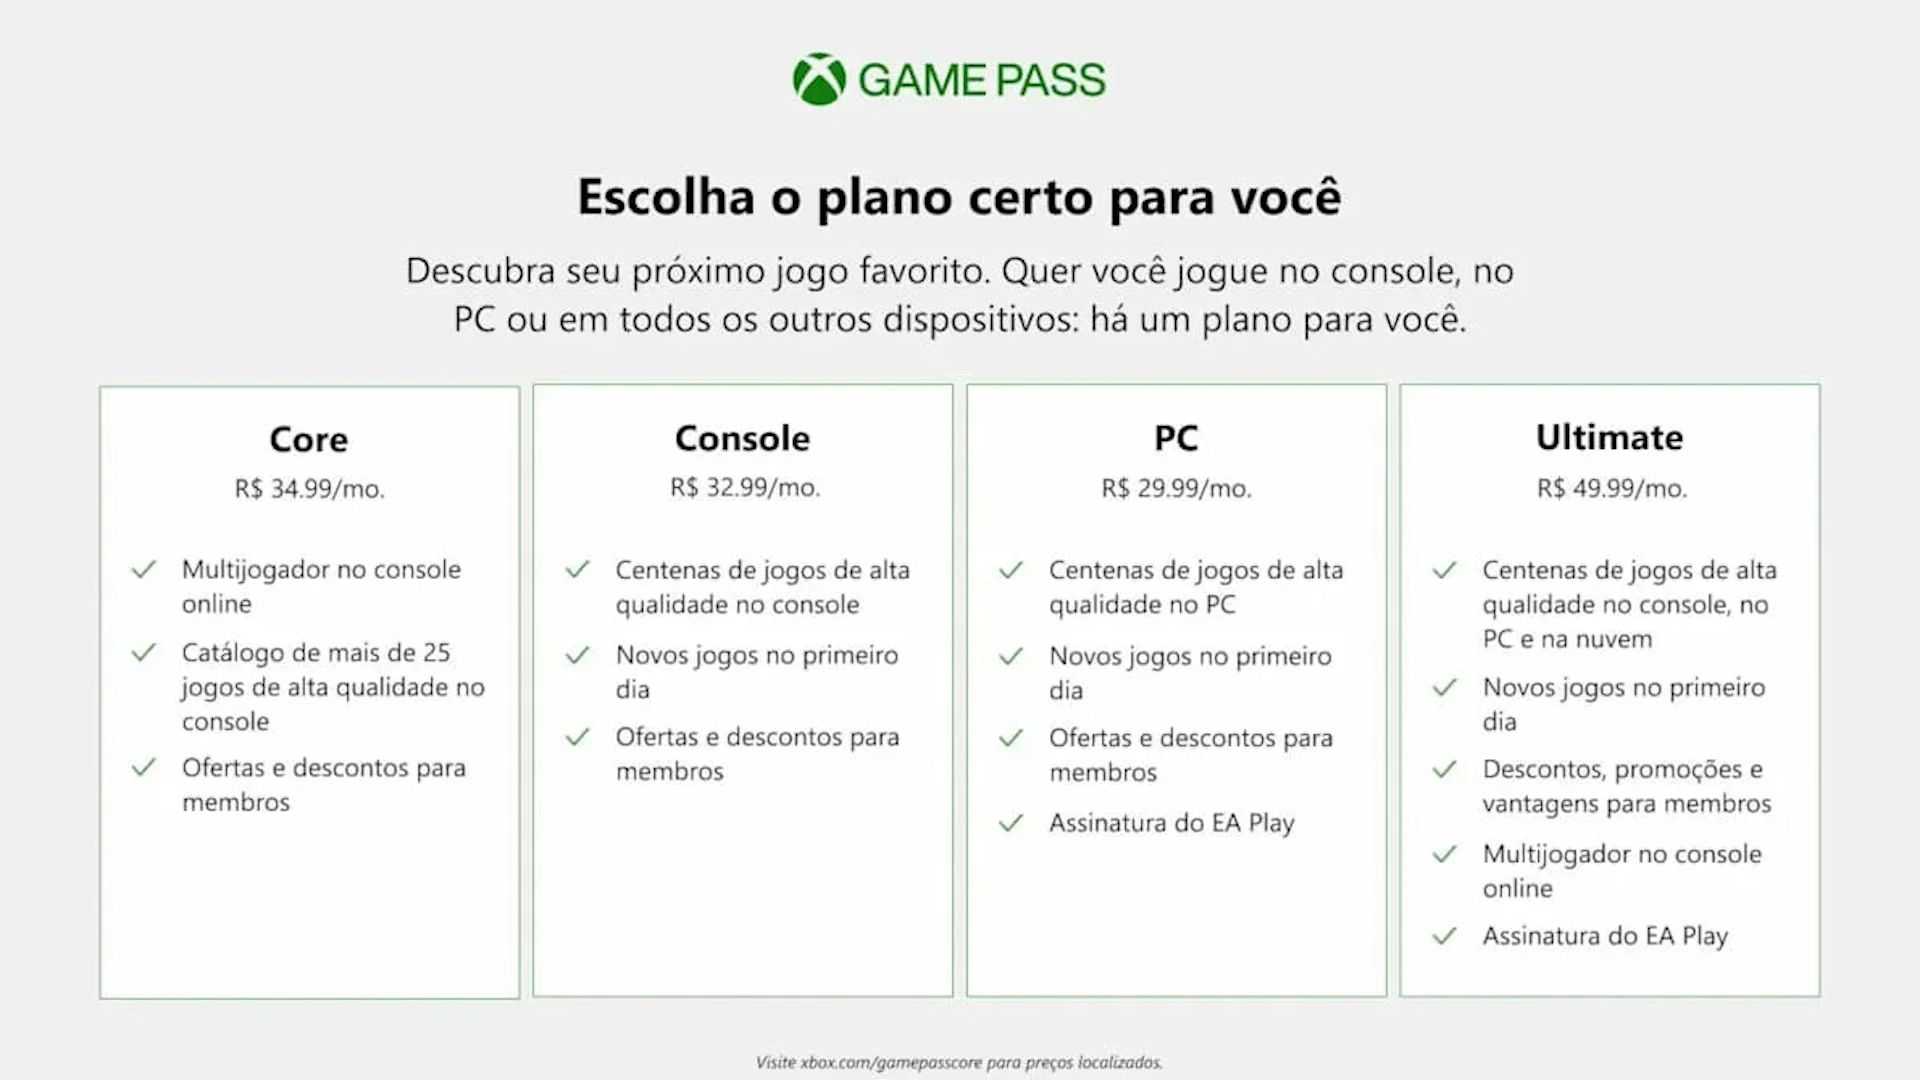 GAME PASS
Escolha o plano certo para você
Descubra seu próximo jogo favorito. Quer você jogue no console, no
PC ou em todos os outros dispositivos: há um plano para você.
Core
R$ 34.99/mo.
Multijogador no console
online
Catálogo de mais de 25
jogos de alta qualidade no
console
Ofertas e descontos para
membros
Console
R$ 32.99/mo.
Centenas de jogos de alta
qualidade no console
Novos jogos no primeiro
dia
Ofertas e descontos para
membros
PC
R$ 29.99/mo.
Centenas de jogos de alta
qualidade no PC
Novos jogos no primeiro
dia
Ofertas e descontos para
membros
Assinatura do EA Play
Ultimate
R$ 49.99/mo.
Centenas de jogos de alta
qualidade no console, no
PC e na nuvem
Novos jogos no primeiro
dia
Descontos, promoções e
vantagens para membros
Multijogador no console
online
Assinatura do EA Play
Visite xbox.com/gamepasscore para preços localizados.